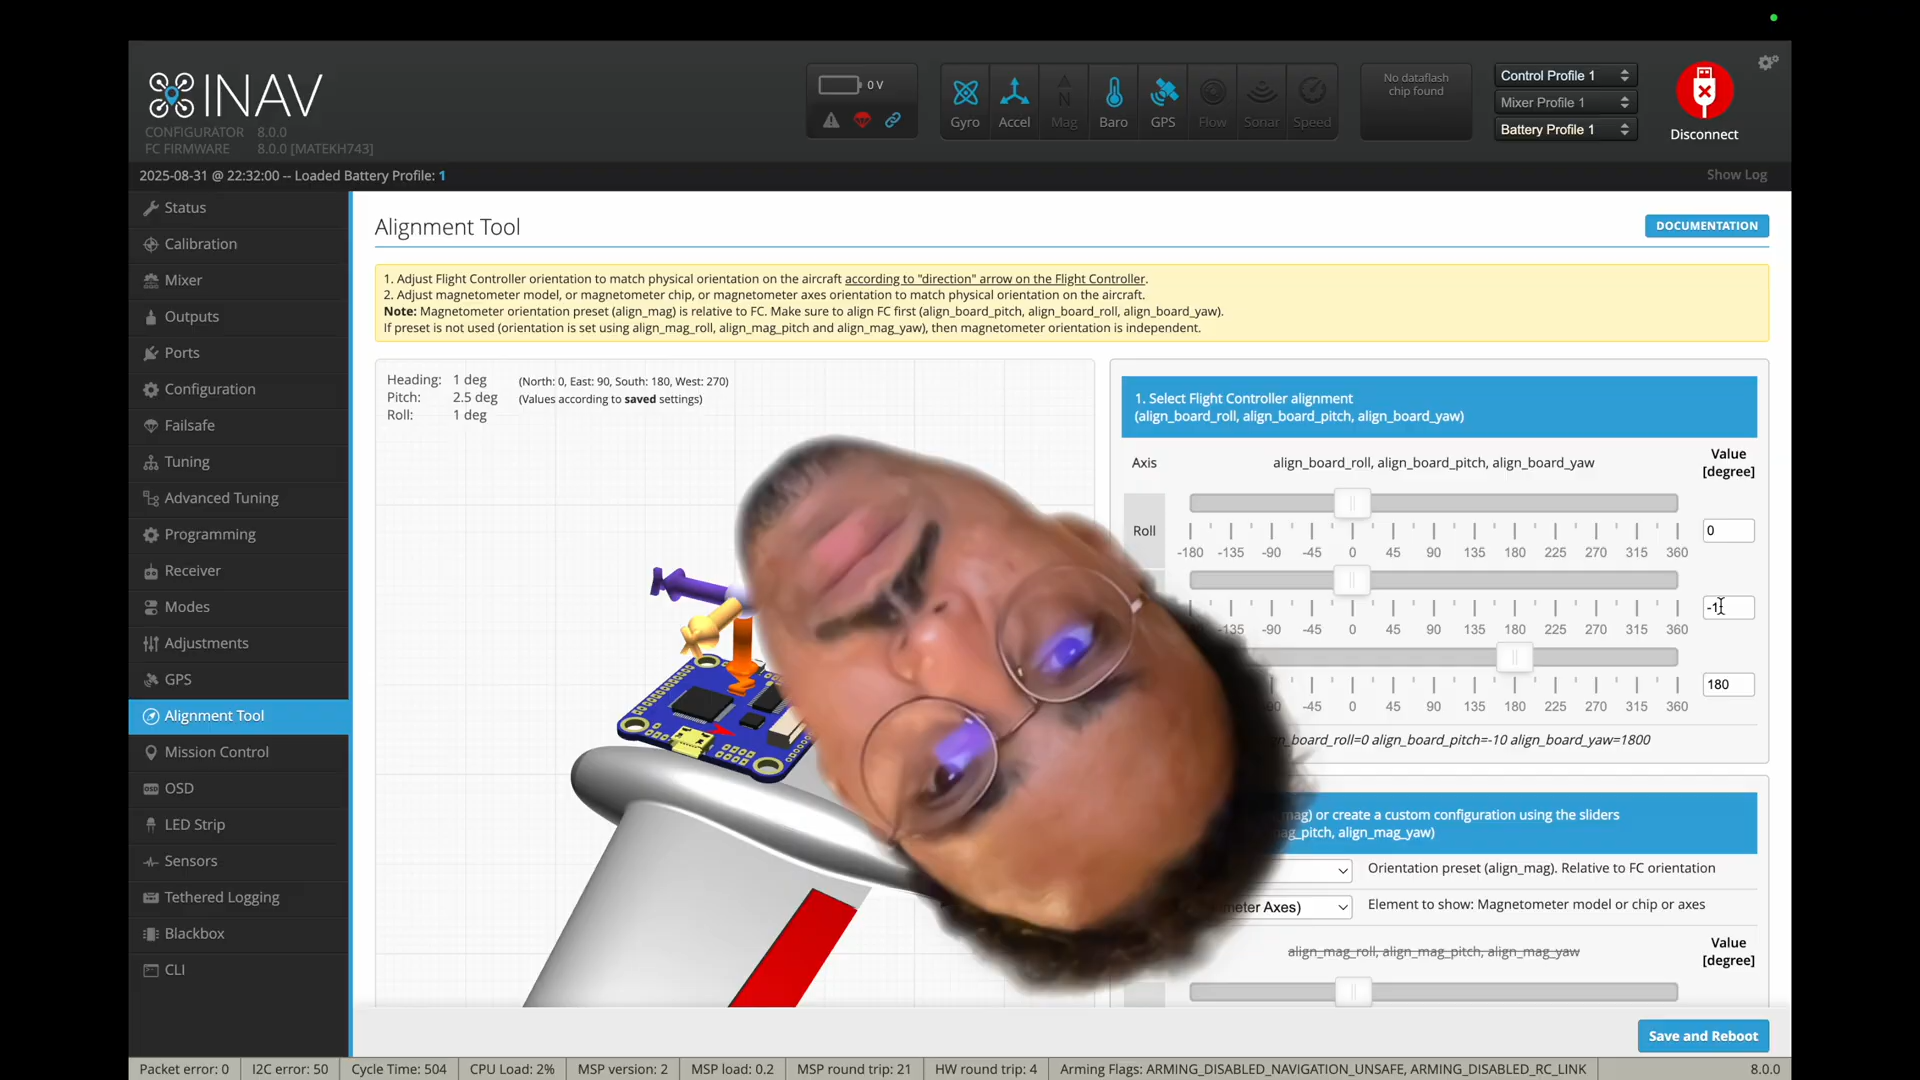 INAV
CONFIGURATOR 8.0.0
FC FIRMWARE 8.0.0 [MATEKH743]
0 V
Gyro
Accel
Mag
Baro
GPS
Flow
Sonar
Speed
No dataflash
chip found
Control Profile 1
Mixer Profile 1
Battery Profile 1
Disconnect
2025-08-31 @ 22:32:00 -- Loaded Battery Profile: 1
Show Log
Status
Calibration
Mixer
Outputs
Ports
Configuration
Failsafe
Tuning
Advanced Tuning
Programming
Receiver
Modes
Adjustments
GPS
Alignment Tool
Mission Control
OSD
LED Strip
Sensors
Tethered Logging
Blackbox
CLI
Alignment Tool
DOCUMENTATION
1. Adjust Flight Controller orientation to match physical orientation on the aircraft according to "direction" arrow on the Flight Controller.
2. Adjust magnetometer model, or magnetometer chip, or magnetometer axes orientation to match physical orientation on the aircraft.
Note: Magnetometer orientation preset (align_mag) is relative to FC. Make sure to align FC first (align_board_pitch, align_board_roll, align_board_yaw).
If preset is not used (orientation is set using align_mag_roll, align_mag_pitch and align_mag_yaw), then magnetometer orientation is independent.
Heading: 1 deg (North: 0, East: 90, South: 180, West: 270)
Pitch: 2.5 deg (Values according to saved settings)
Roll: 1 deg
1. Select Flight Controller alignment
(align_board_roll, align_board_pitch, align_board_yaw)
Axis align_board_roll, align_board_pitch, align_board_yaw Value
[degree]
Roll 0
-180 -135 -90 -45 0 45 90 135 180 225 270 315 360
-1
-135 -90 -45 0 45 90 135 180 225 270 315 360
180
-90 -45 0 45 90 135 180 225 270 315 360
_board_roll=0 align_board_pitch=-10 align_board_yaw=1800
mag) or create a custom configuration using the sliders
mag_pitch, align_mag_yaw)
Orientation preset (align_mag). Relative to FC orientation
Axes) Element to show: Magnetometer model or chip or axes
align_mag_roll, align_mag_pitch, align_mag_yaw Value
[degree]
Save and Reboot
Packet error: 0
I2C error: 50
Cycle Time: 504
CPU Load: 2%
MSP version: 2
MSP load: 0.2
MSP round trip: 21
HW round trip: 4
Arming Flags: ARMING_DISABLED_NAVIGATION_UNSAFE, ARMING_DISABLED_RC_LINK
8.0.0